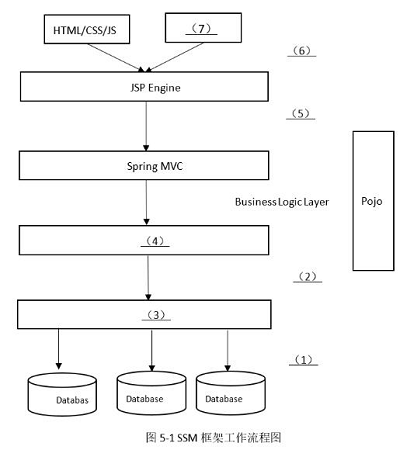 HTML/CSS/JS
（7）
（6）
JSP Engine
（5）
Spring MVC
Business Logic Layer
Pojo
（4）
（2）
（3）
（1）
Databas
Database
Database
图 5-1 SSM 框架工作流程图